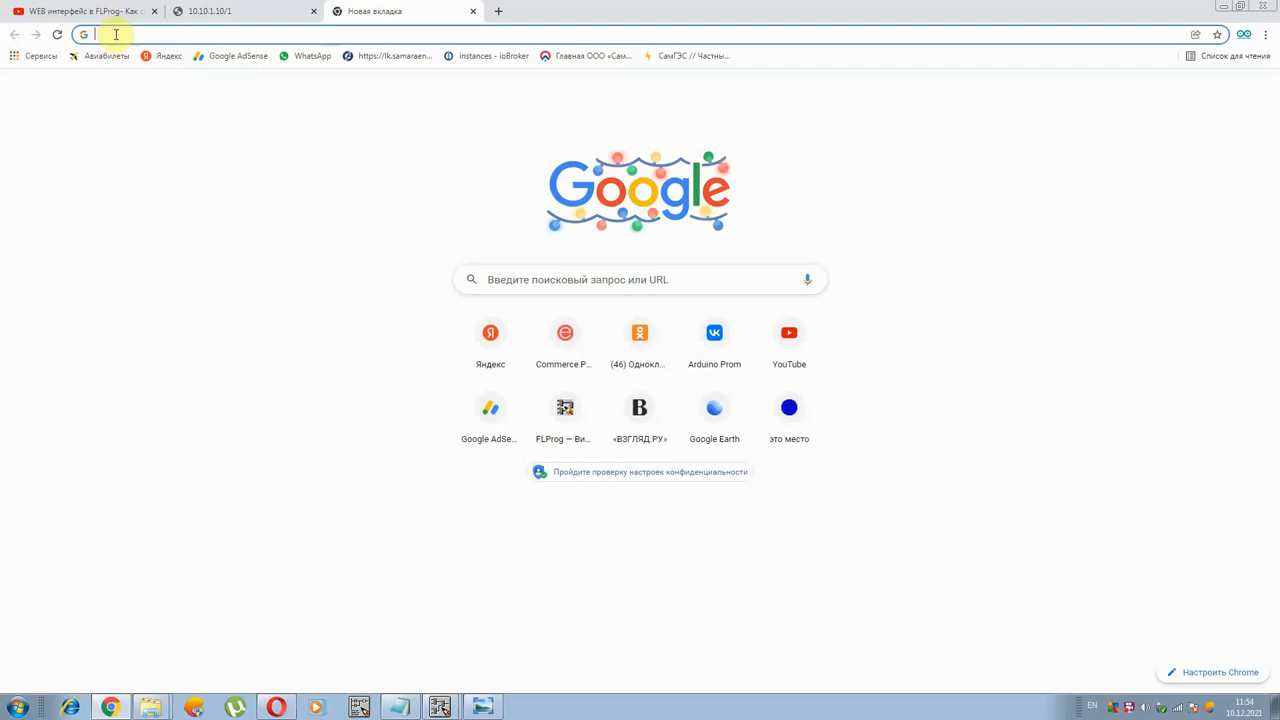 WEB интерфейс в FLProg- Как с
10.10.1.10/1
Новая вкладка
Сервисы
Авиабилеты
Яндекс
Google AdSense
WhatsApp
https://lk.samaraen...
instances - ioBroker
Главная ООО «Сам...
СамГЭС // Частны...
Список для чтения
Google
Введите поисковый запрос или URL
Яндекс
Commerce P...
(46) Однокл...
Arduino Prom
YouTube
Google AdSe...
FLProg — Ви...
«ВЗГЛЯД.РУ»
Google Earth
это место
Пройдите проверку настроек конфиденциальности
Настроить Chrome
EN
11:54
10.12.2021